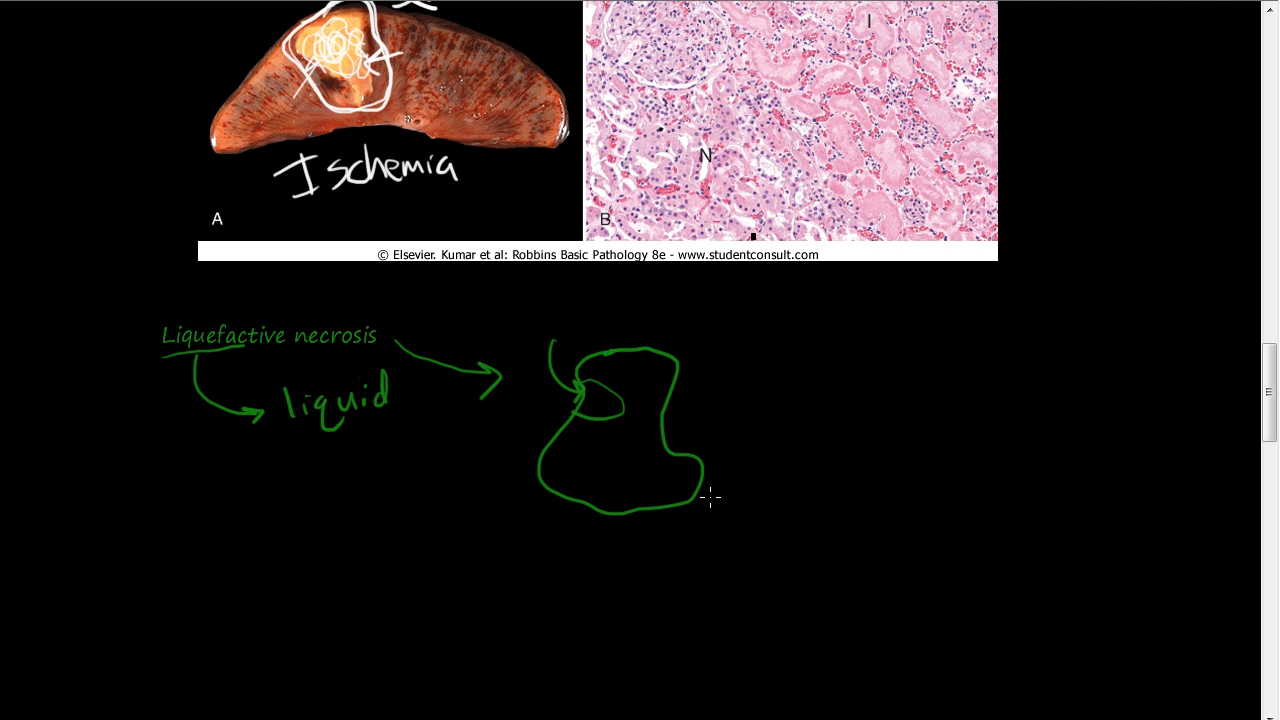 I
Ischemia
N
A
B
© Elsevier. Kumar et al: Robbins Basic Pathology 8e - www.studentconsult.com
Liquefactive necrosis
liquid